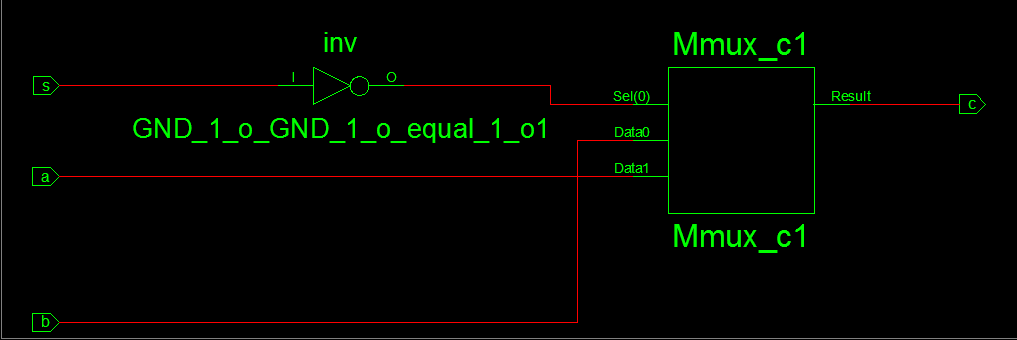 inv
Mmux_c1
s
I
O
Sel(0)
Result
c
GND_1_o_GND_1_o_equal_1_o1
Data0
a
Data1
Mmux_c1
b